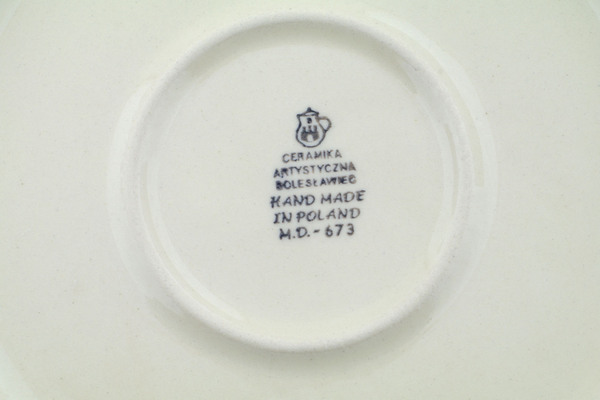 CERAMIKA
ARTYSTYCZNA
BOLESŁAWIEC
HAND MADE
IN POLAND
M.D. - 673